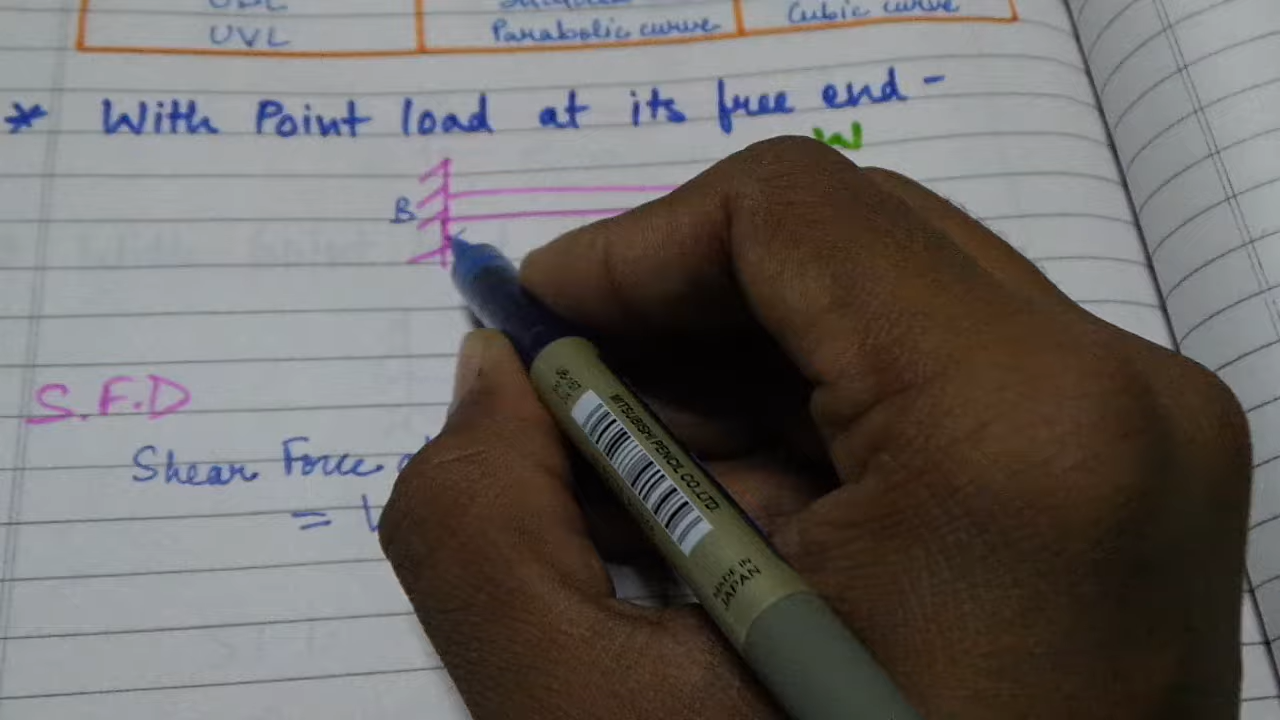 UVL Parabolic curve Cubic curve
* With Point load at its free end -
W
B
S.F.D
Shear Force
=
MITSUBISHI PENCIL CO.,LTD.
MADE IN JAPAN